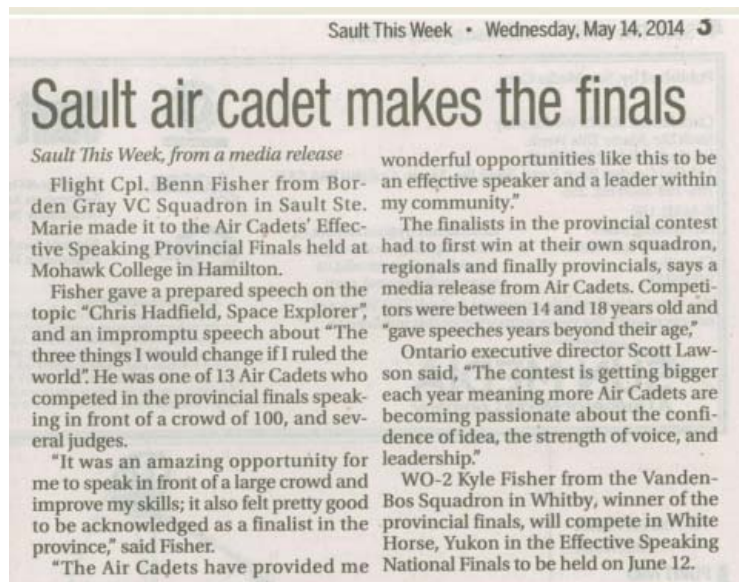 Sault This Week • Wednesday, May 14, 2014 3
Sault air cadet makes the finals
Sault This Week, from a media release
Flight Cpl. Benn Fisher from Bor-
den Gray VC Squadron in Sault Ste.
Marie made it to the Air Cadets' Effec-
tive Speaking Provincial Finals held at
Mohawk College in Hamilton.
Fisher gave a prepared speech on the
topic "Chris Hadfield, Space Explorer",
and an impromptu speech about "The
three things I would change if I ruled the
world". He was one of 13 Air Cadets who
competed in the provincial finals speak-
ing in front of a crowd of 100, and sev-
eral judges.
"It was an amazing opportunity for
me to speak in front of a large crowd and
improve my skills; it also felt pretty good
to be acknowledged as a finalist in the
province," said Fisher.
"The Air Cadets have provided me
wonderful opportunities like this to be
an effective speaker and a leader within
my community."
The finalists in the provincial contest
had to first win at their own squadron,
regionals and finally provincials, says a
media release from Air Cadets. Competi-
tors were between 14 and 18 years old and
"gave speeches years beyond their age,"
Ontario executive director Scott Law-
son said, "The contest is getting bigger
each year meaning more Air Cadets are
becoming passionate about the confi-
dence of idea, the strength of voice, and
leadership."
WO-2 Kyle Fisher from the Vanden-
Bos Squadron in Whitby, winner of the
provincial finals, will compete in White
Horse, Yukon in the Effective Speaking
National Finals to be held on June 12.